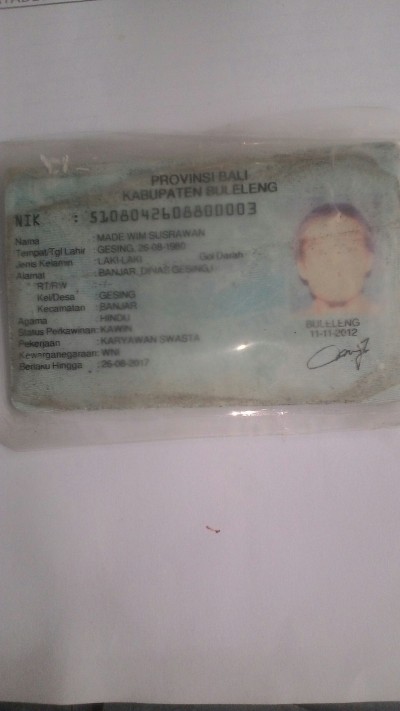 PROVINSI BALI
KABUPATEN BULELENG
NIK : 5108042608800003
Nama : MADE WIM SUSRAWAN
Tempat/Tgl Lahir : GESING, 26-08-1980
Jenis Kelamin : LAKI-LAKI Gol Darah
Alamat : BANJAR DINAS GESING I
RT/RW : -/-
Kel/Desa : GESING
Kecamatan : BANJAR
Agama : HINDU
Status Perkawinan: KAWIN
Pekerjaan : KARYAWAN SWASTA
Kewarganegaraan: WNI
Berlaku Hingga : 26-08-2017
BULELENG
11-11-2012